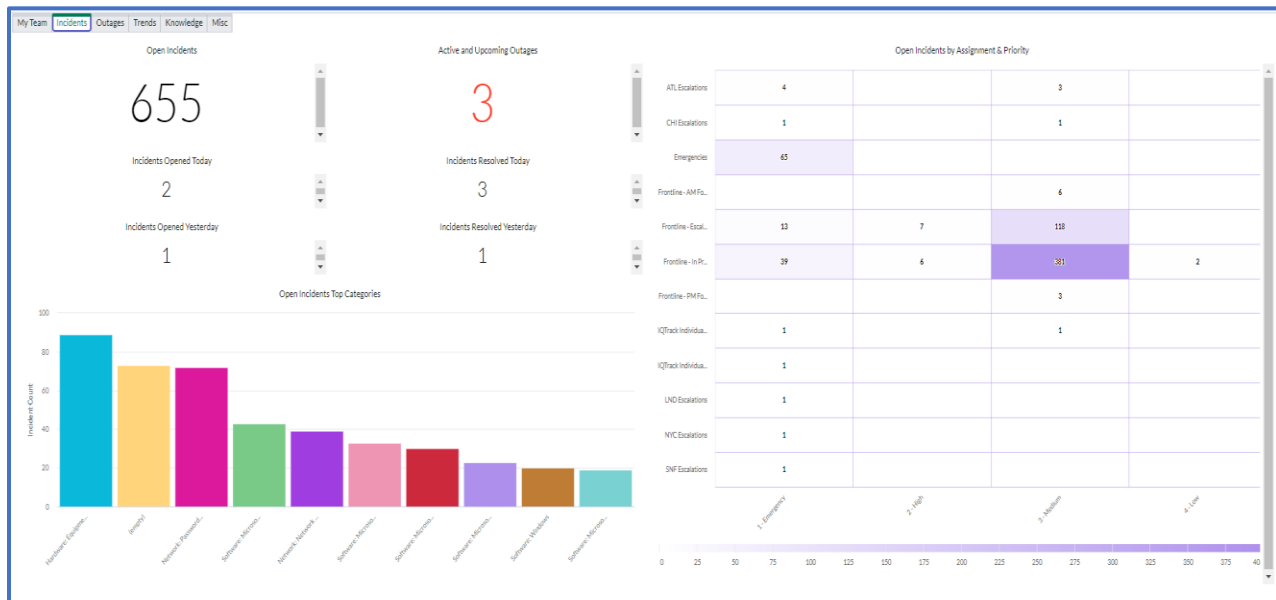 My Team Incidents Outages Trends Knowledge Misc
Open Incidents
655
Active and Upcoming Outages
3
Incidents Opened Today
2
Incidents Resolved Today
3
Incidents Opened Yesterday
1
Incidents Resolved Yesterday
1
Open Incidents Top Categories
Incident Count
100
80
60
40
20
0
Hardware: Equipme...
(empty)
Network: Password...
Software: Microso...
Network: Network ...
Software: Microso...
Software: Microso...
Software: Microso...
Software: Windows
Software: Microso...
Open Incidents by Assignment & Priority
ATL Escalations 4 3
CHI Escalations 1 1
Emergencies 65
Frontline - AM Fo... 6
Frontline - Escal... 13 7 118
Frontline - In Pr... 39 6 381 2
Frontline - PM Fo... 3
IQTrack Individua... 1 1
IQTrack Individua... 1
LND Escalations 1
NYC Escalations 1
SNF Escalations 1
1 - Emergency 2 - High 3 - Medium 4 - Low
0 25 50 75 100 125 150 175 200 225 250 275 300 325 350 375 40